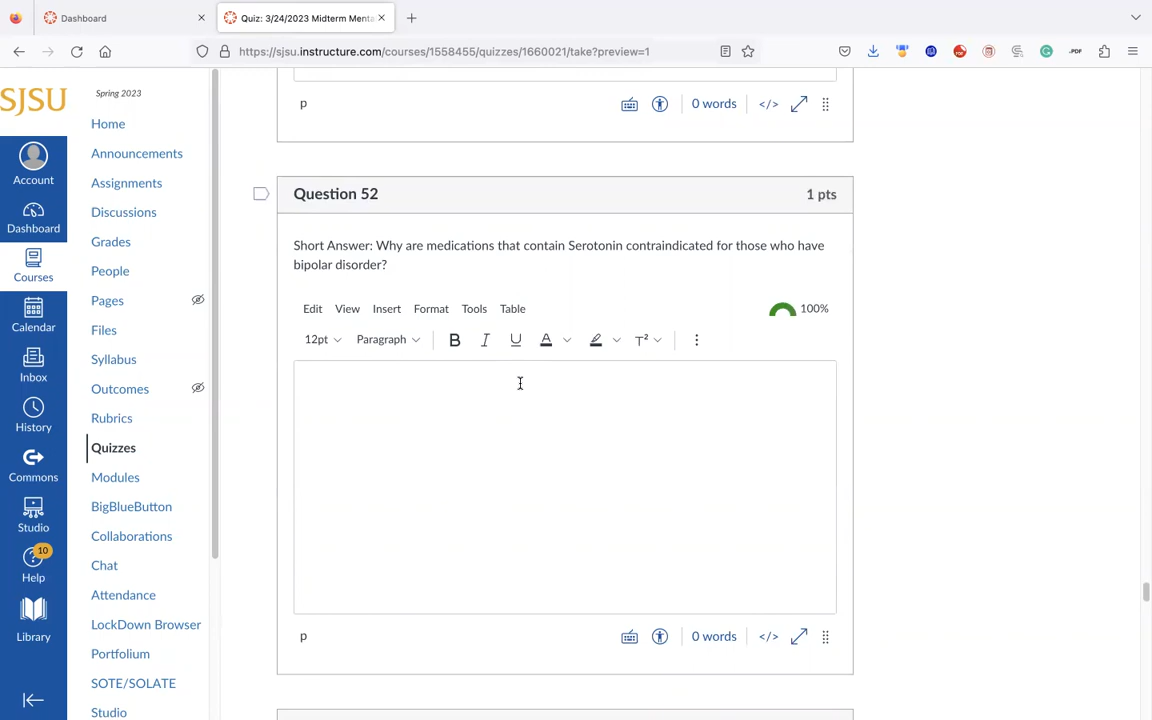 Dashboard
Quiz: 3/24/2023 Midterm Menta
https://sjsu.instructure.com/courses/1558455/quizzes/1660021/take?preview=1
.PDF
SJSU
Account
Dashboard
Courses
Calendar
Inbox
History
Commons
Studio
10
Help
Library
Spring 2023
Home
Announcements
Assignments
Discussions
Grades
People
Pages
Files
Syllabus
Outcomes
Rubrics
Quizzes
Modules
BigBlueButton
Collaborations
Chat
Attendance
LockDown Browser
Portfolium
SOTE/SOLATE
Studio
p
0 words
</>
Question 52
1 pts
Short Answer: Why are medications that contain Serotonin contraindicated for those who have
bipolar disorder?
Edit View Insert Format Tools Table
100%
12pt Paragraph B I U A T²
p
0 words
</>